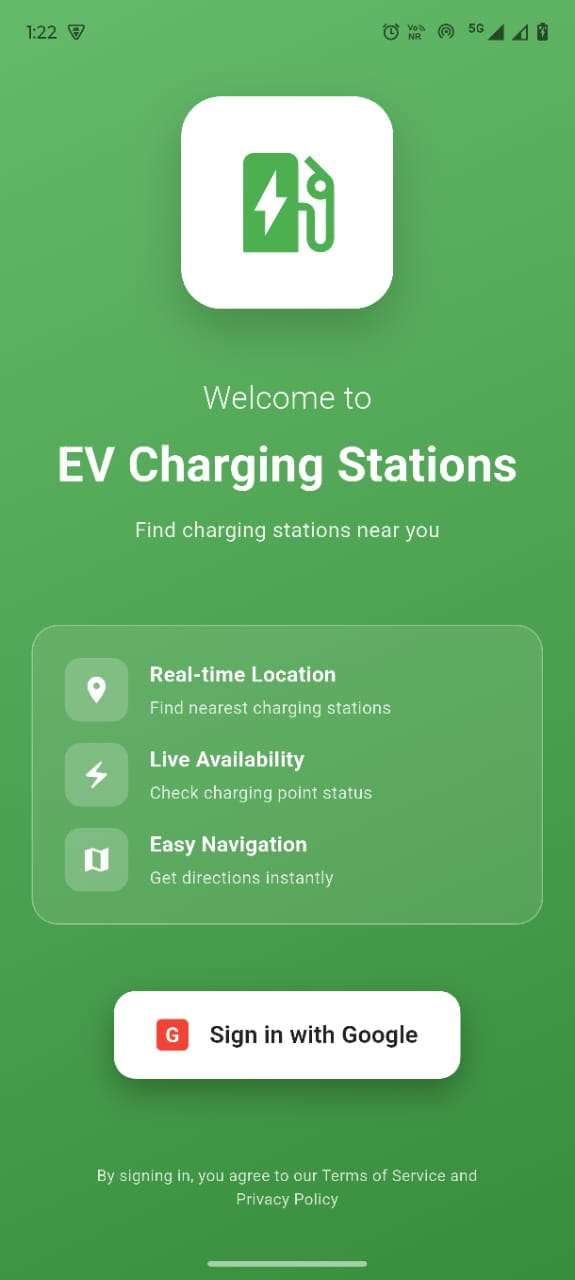 1:22
Vo
NR
5G
Welcome to
EV Charging Stations
Find charging stations near you
Real-time Location
Find nearest charging stations
Live Availability
Check charging point status
Easy Navigation
Get directions instantly
G Sign in with Google
By signing in, you agree to our Terms of Service and
Privacy Policy